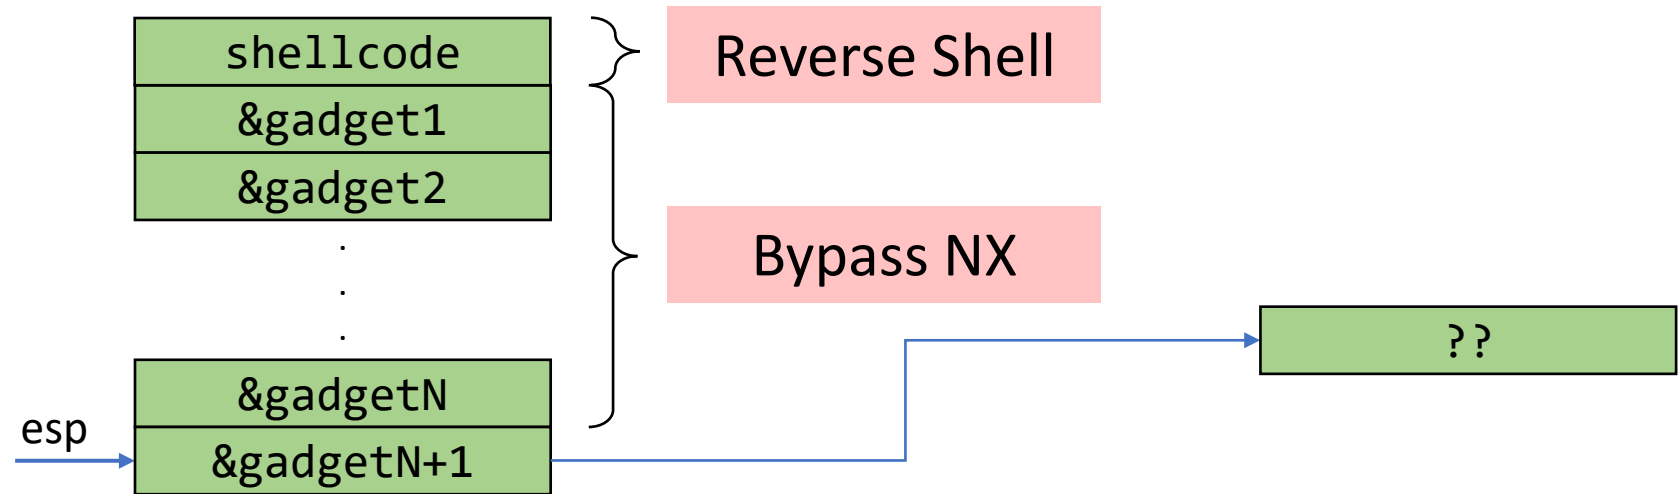 shellcode
Reverse Shell
&gadget1
&gadget2
.
.
.
Bypass NX
??
&gadgetN
esp
&gadgetN+1